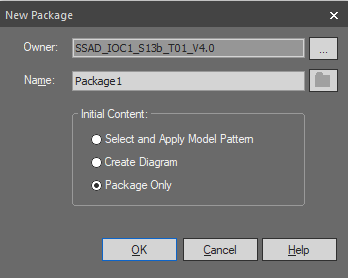 New Package
Owner: SSAD_IOC1_S13b_T01_V4.0 ...
Name: Package1
Initial Content:
Select and Apply Model Pattern
Create Diagram
Package Only
OK Cancel Help